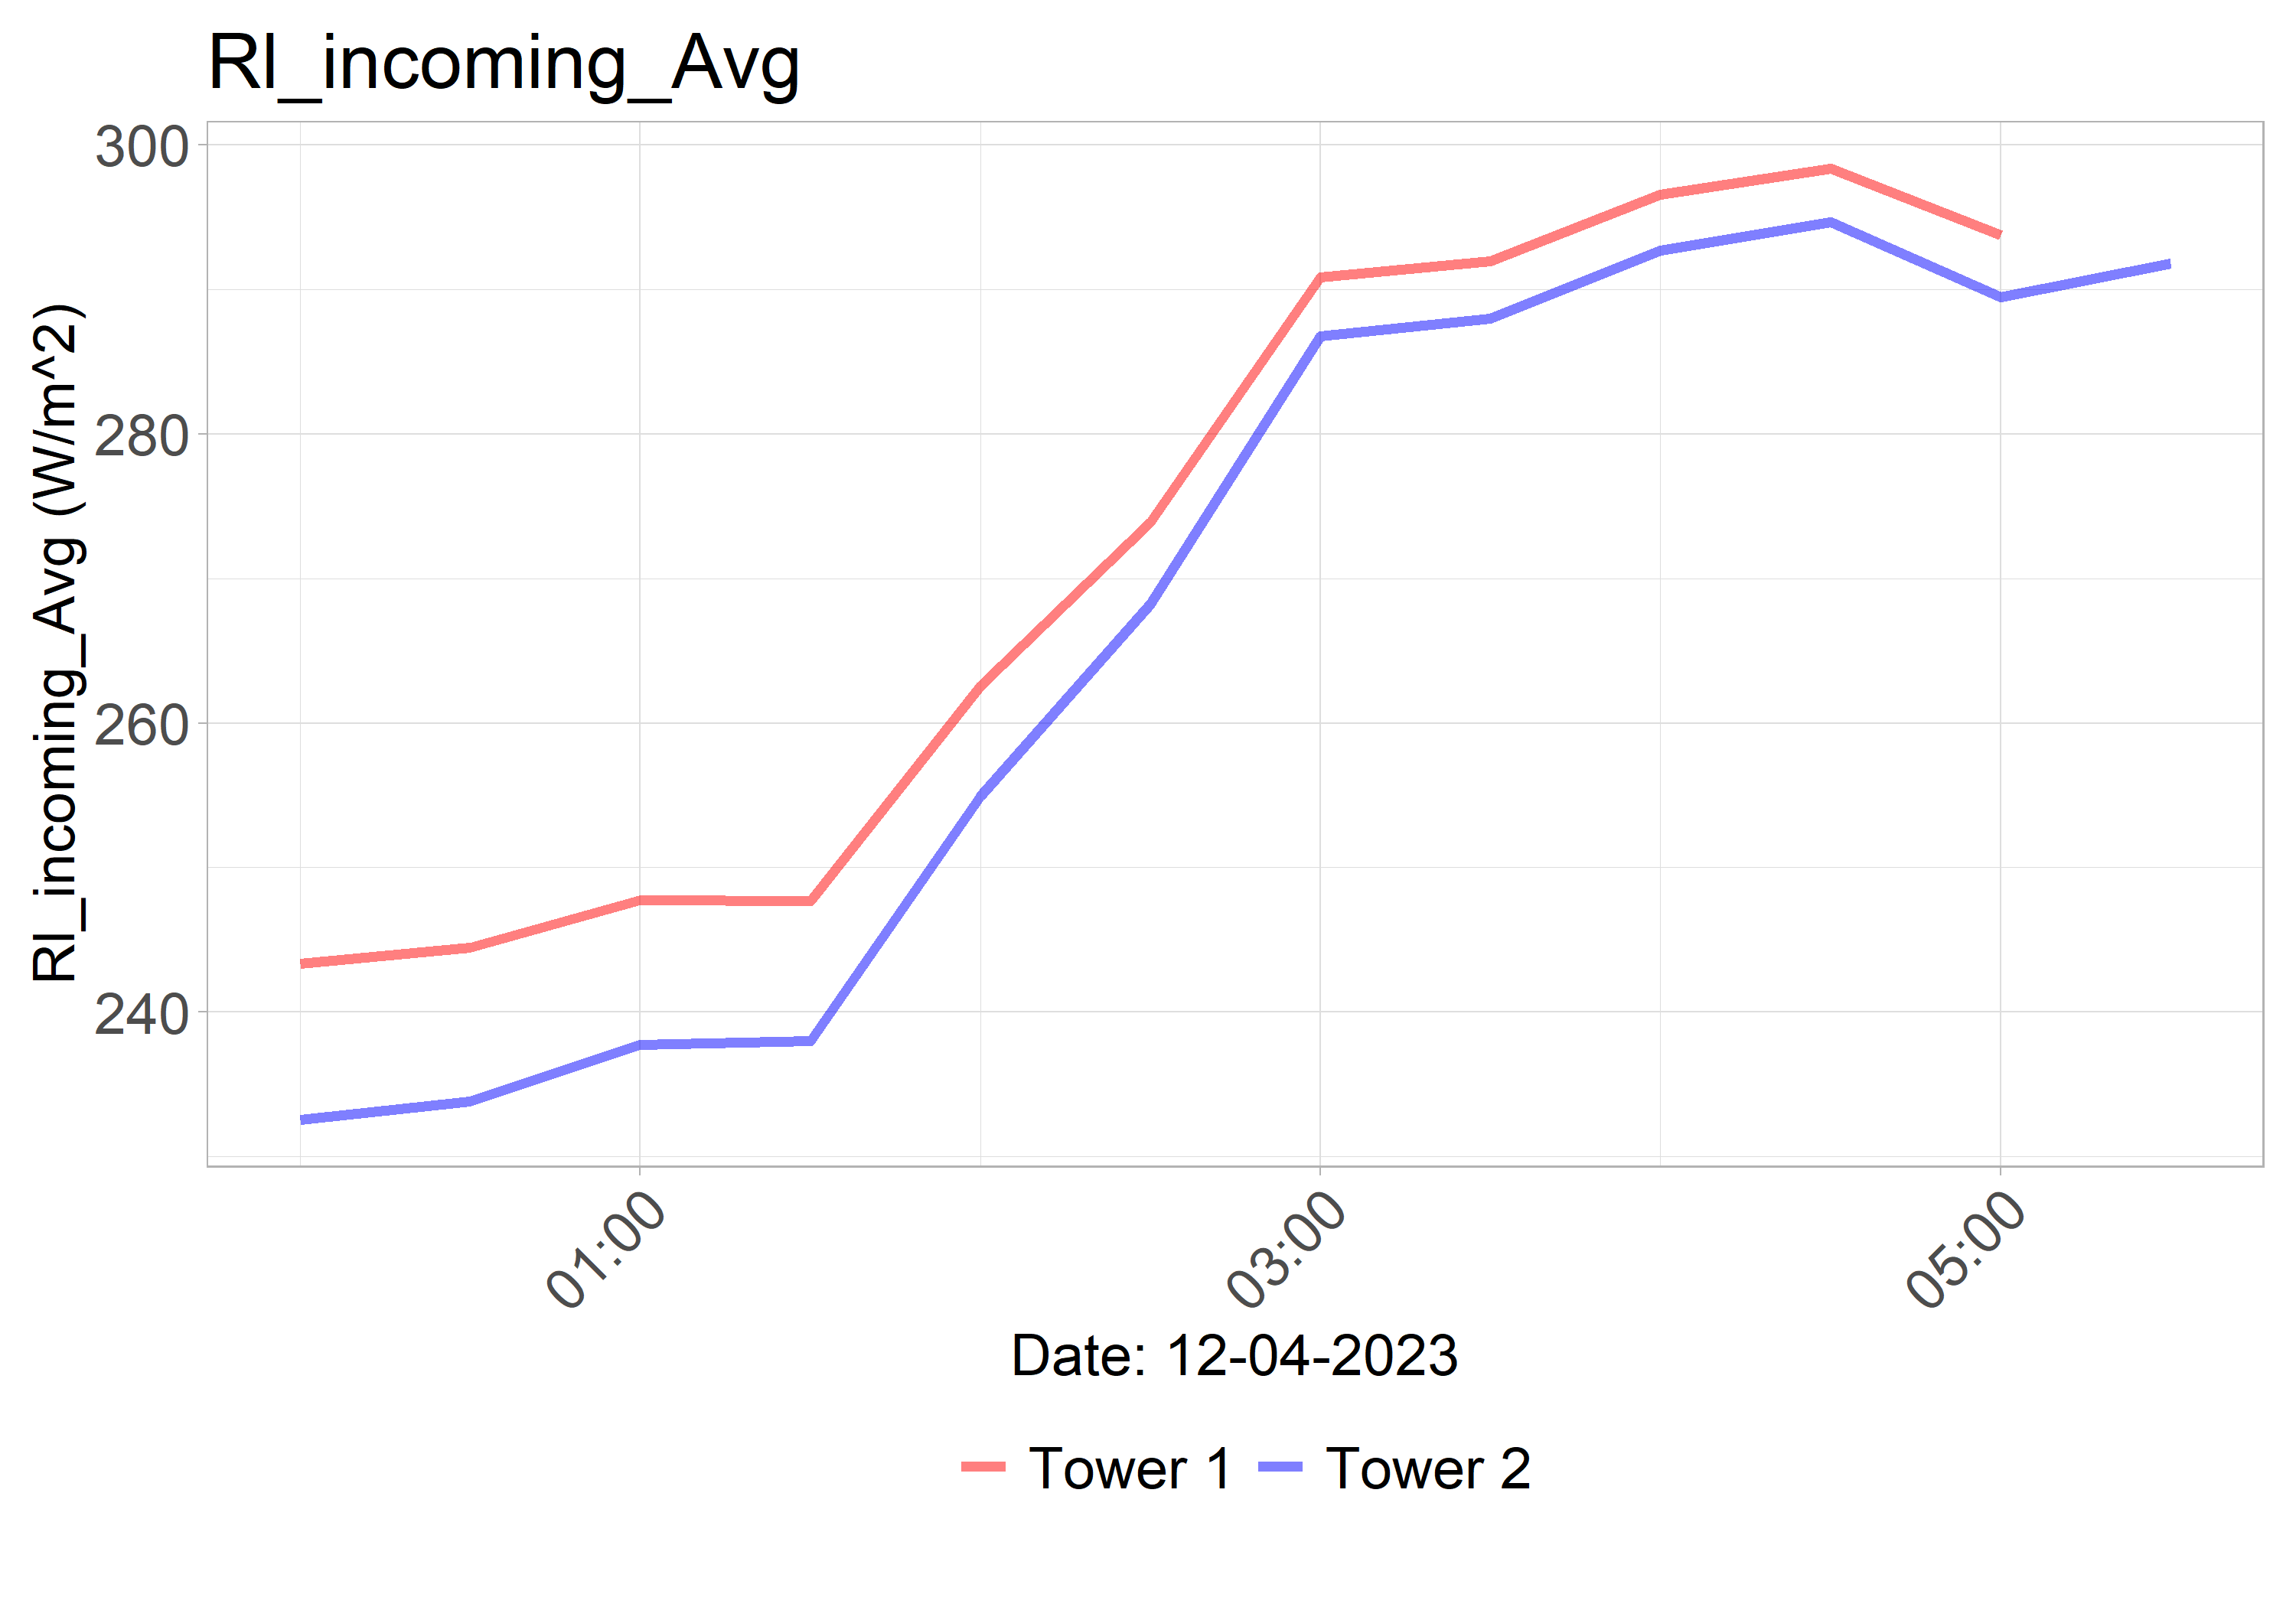 Rl_incoming_Avg
Rl_incoming_Avg (W/m^2)
300
280
260
240
01:00
03:00
05:00
Date: 12-04-2023
Tower 1
Tower 2